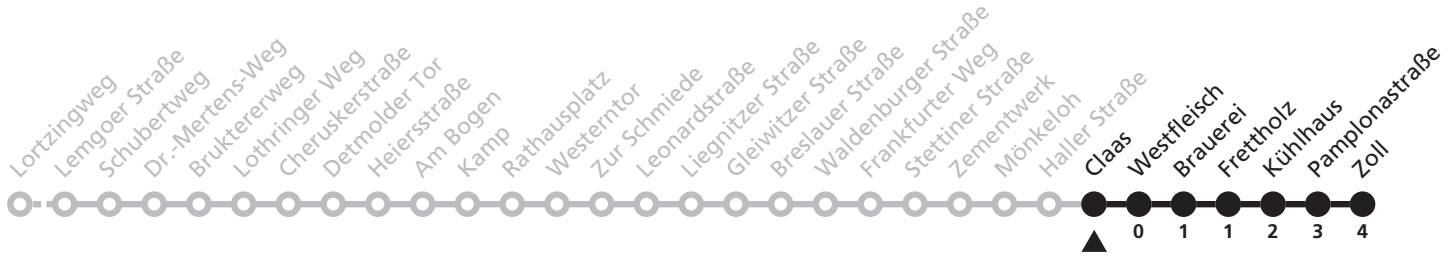 Lortzingweg
Lemgoer Straße
Schubertweg
Dr.-Mertens-Weg
Bruktererweg
Lothringer Weg
Cheruskerstraße
Detmolder Tor
Heiersstraße
Am Bogen
Kamp
Rathausplatz
Westerntor
Zur Schmiede
Leonardstraße
Liegnitzer Straße
Gleiwitzer Straße
Breslauer Straße
Waldenburger Straße
Frankfurter Weg
Stettiner Straße
Zementwerk
Mönkeloh
Haller Straße
Claas
Westfleisch
Brauerei
Frettholz
Kühlhaus
Pamplonastraße
Zoll
0 1 1 2 3 4